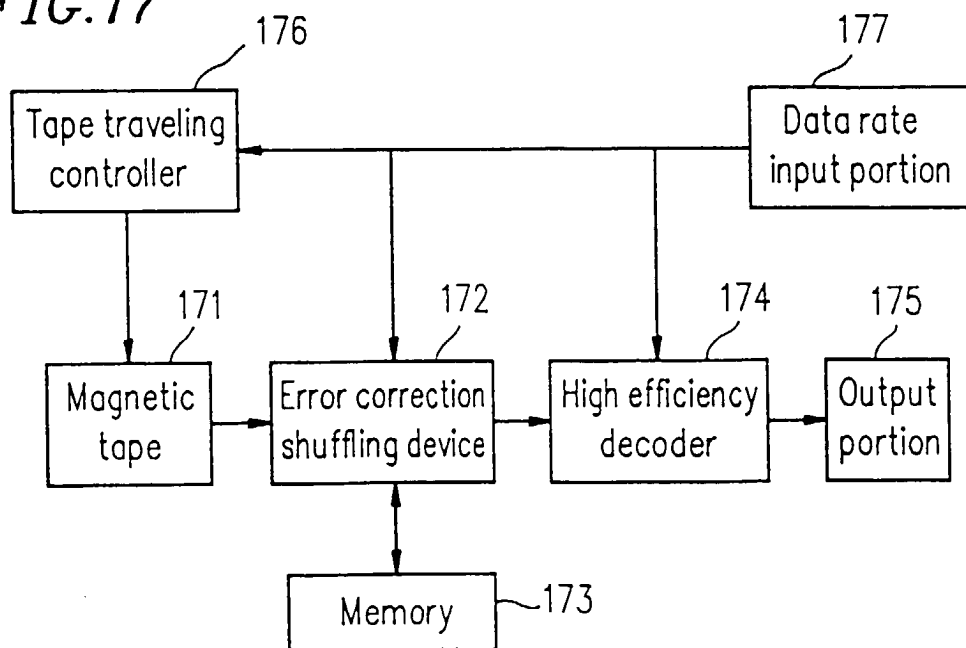 FIG.17
176
177
Tape traveling
controller
Data rate
input portion
171
172
174
175
Magnetic
tape
Error correction
shuffling device
High efficiency
decoder
Output
portion
Memory
173